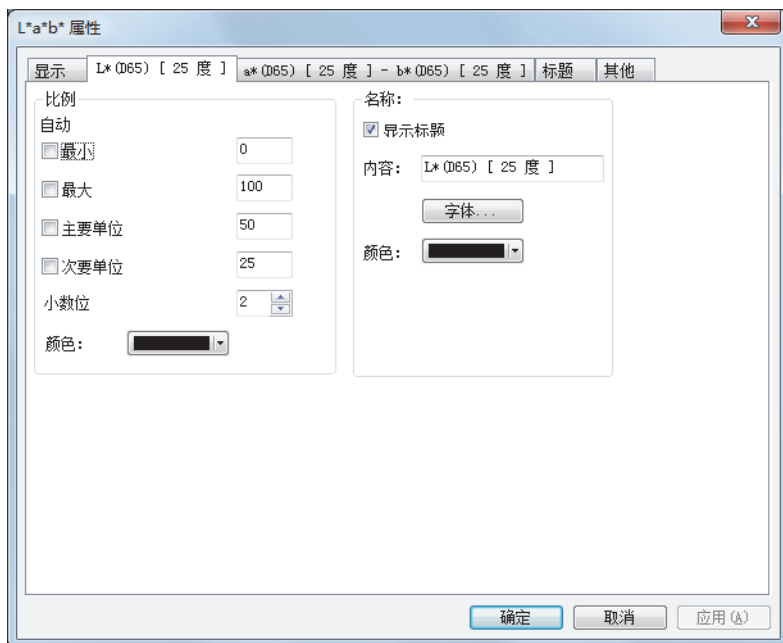 L*a*b* 属性
显示
L*(D65) [ 25 度 ]
a*(D65) [ 25 度 ] - b*(D65) [ 25 度 ]
标题
其他
比例
自动
最小 0
最大 100
主要单位 50
次要单位 25
小数位 2
颜色:
名称:
显示标题
内容: L*(D65) [ 25 度 ]
字体...
颜色:
确定
取消
应用(A)